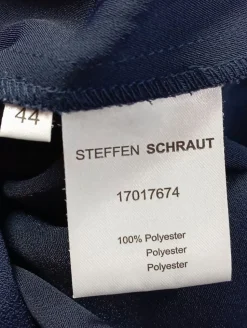 44
STEFFEN SCHRAUT
17017674
100% Polyester
Polyester
Polyester